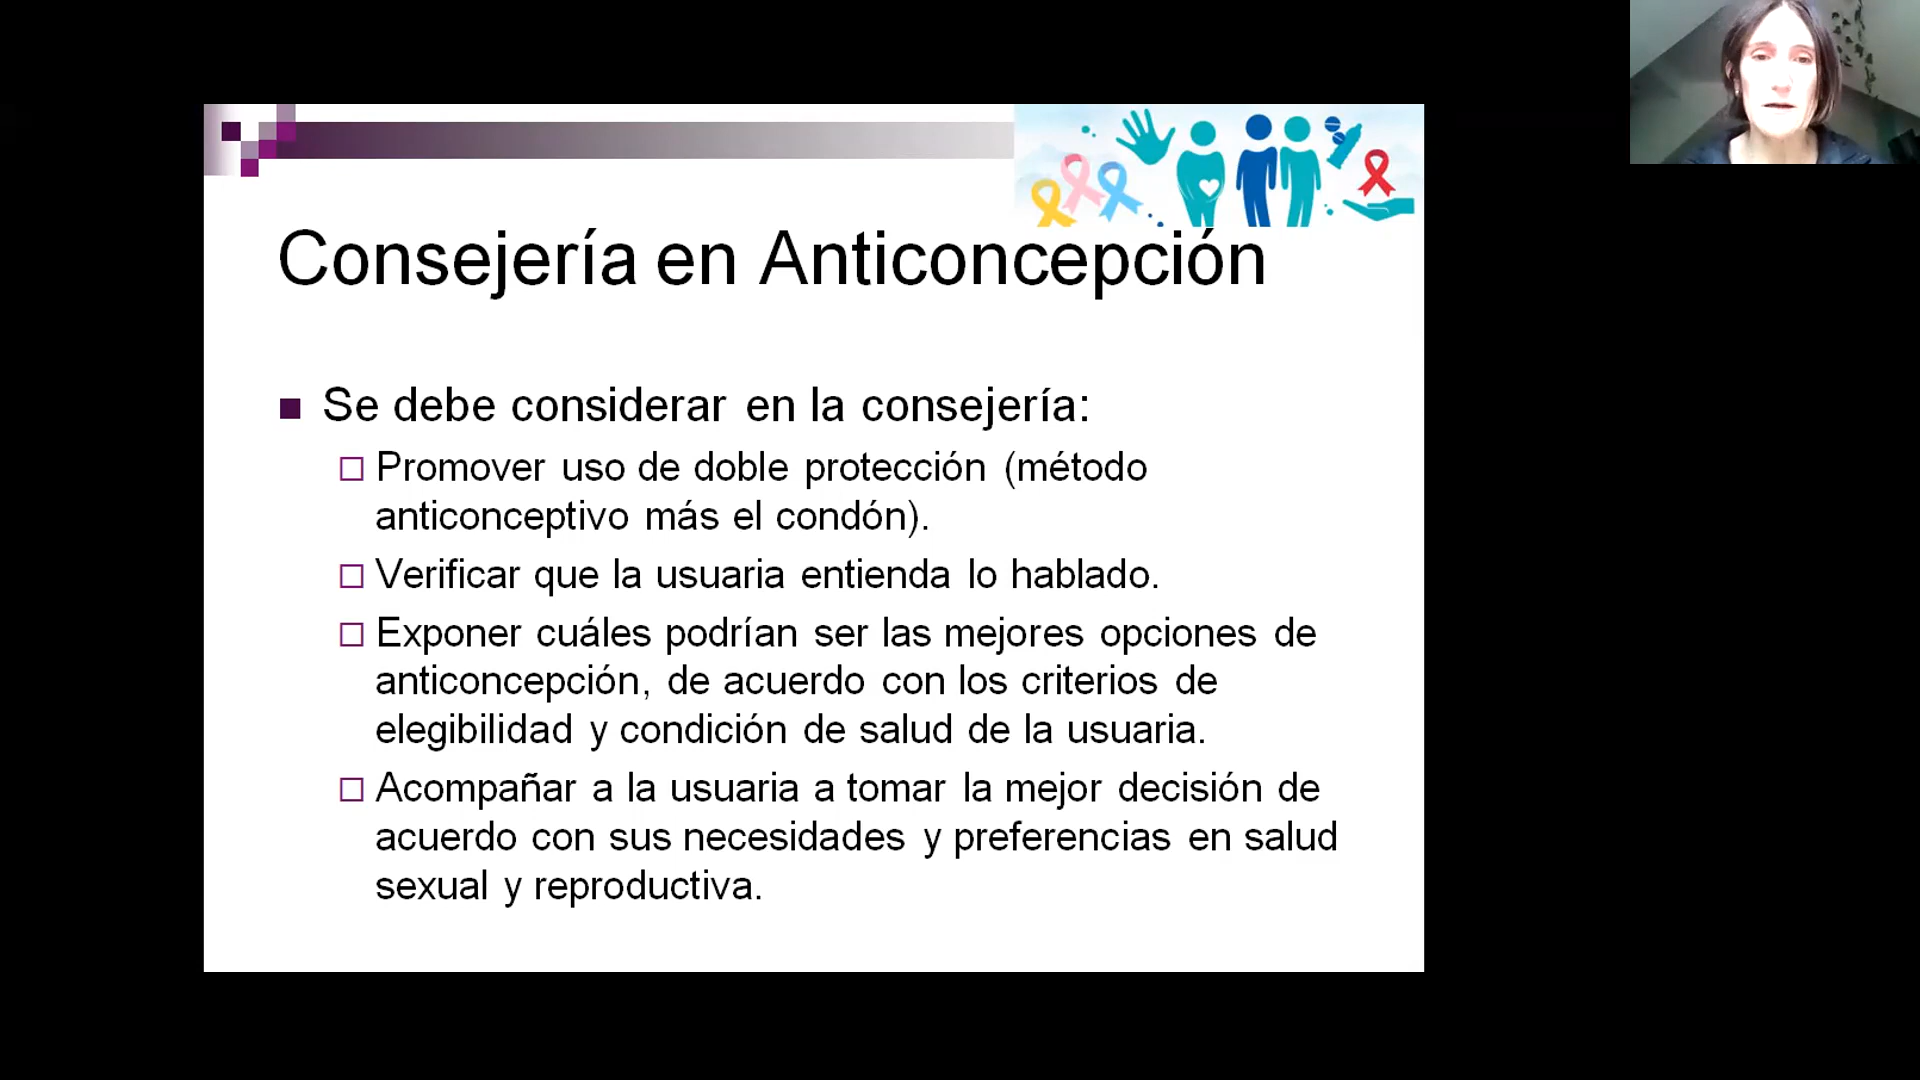 Consejería en Anticoncepción
Se debe considerar en la consejería:
Promover uso de doble protección (método
anticonceptivo más el condón).
Verificar que la usuaria entienda lo hablado.
Exponer cuáles podrían ser las mejores opciones de
anticoncepción, de acuerdo con los criterios de
elegibilidad y condición de salud de la usuaria.
Acompañar a la usuaria a tomar la mejor decisión de
acuerdo con sus necesidades y preferencias en salud
sexual y reproductiva.